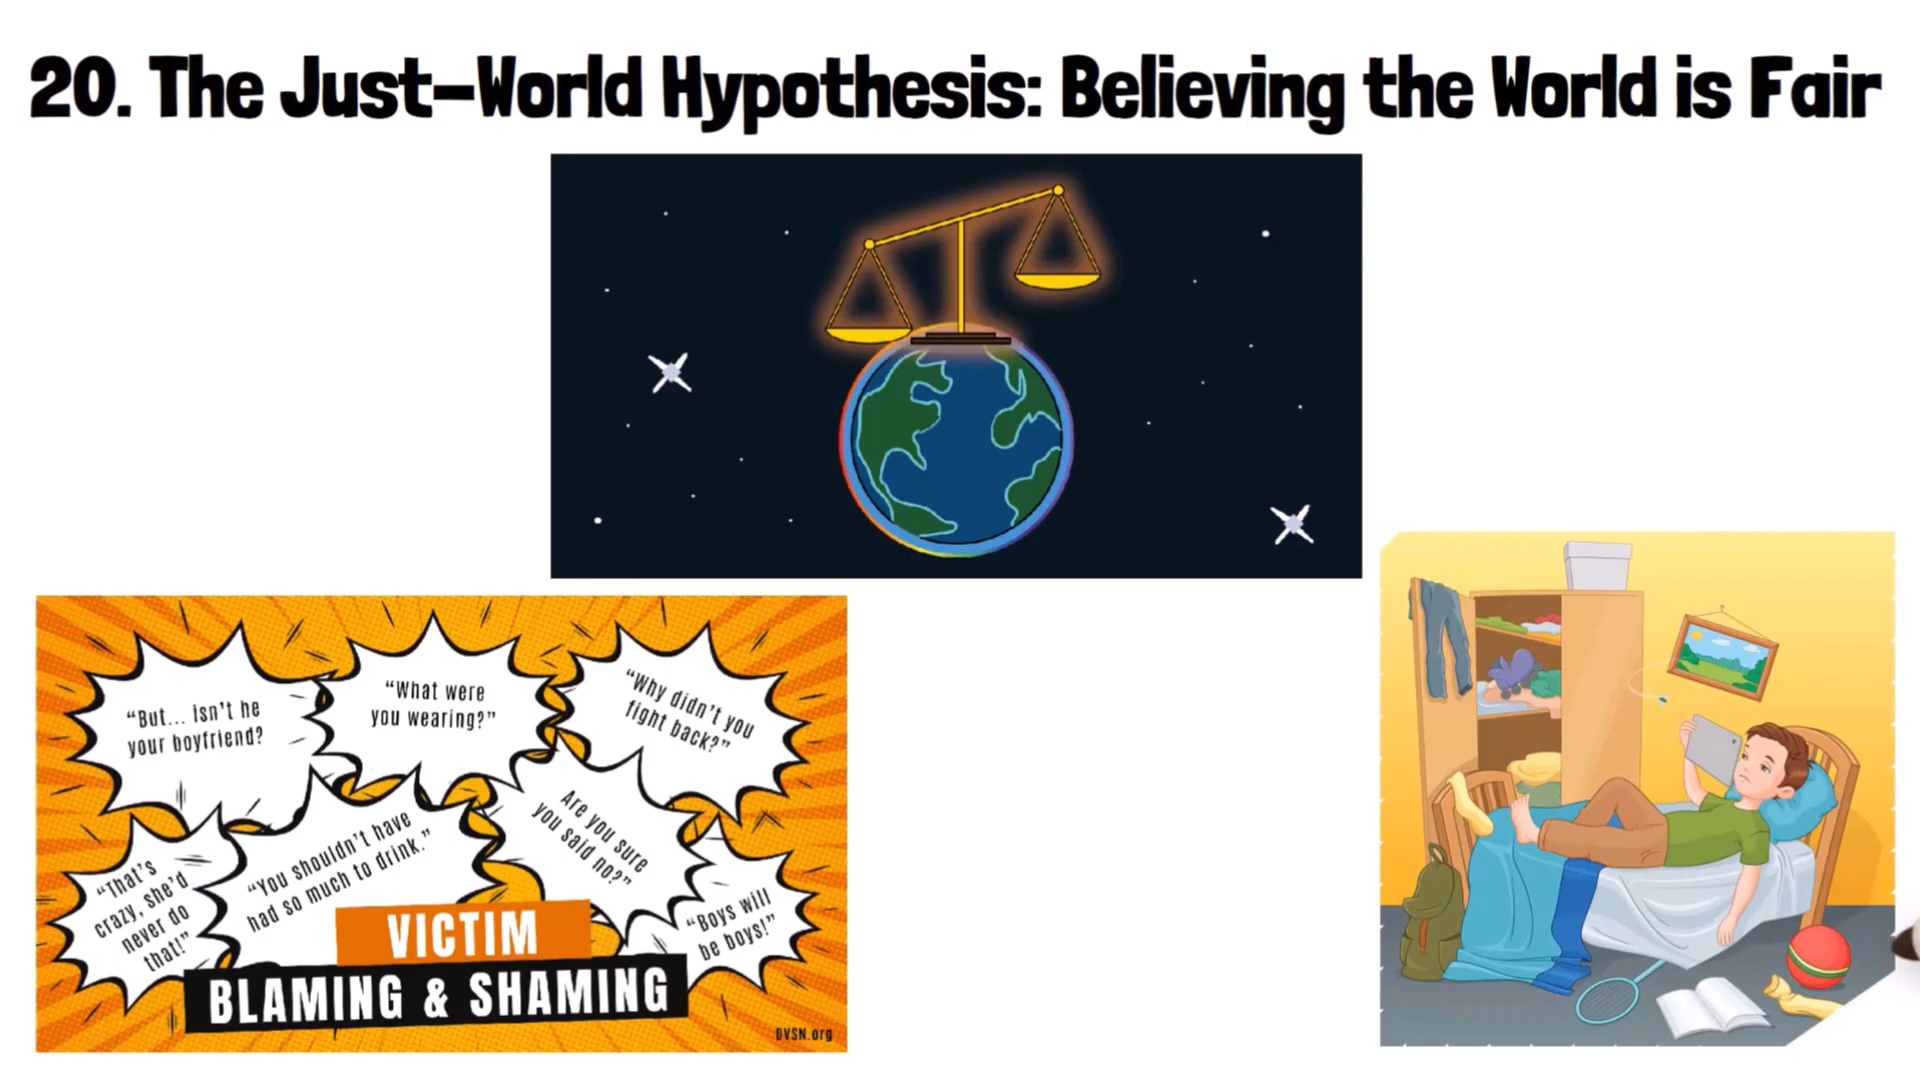 20. The Just-World Hypothesis: Believing the World is Fair
“But... isn’t he
your boyfriend?
“What were
you wearing?”
“Why didn’t you
fight back?”
“That’s
crazy, she’d
never do
that!”
“You shouldn’t have
had so much to drink.”
Are you sure
you said no?”
“Boys will
be boys!”
VICTIM
BLAMING & SHAMING
DVSN.org